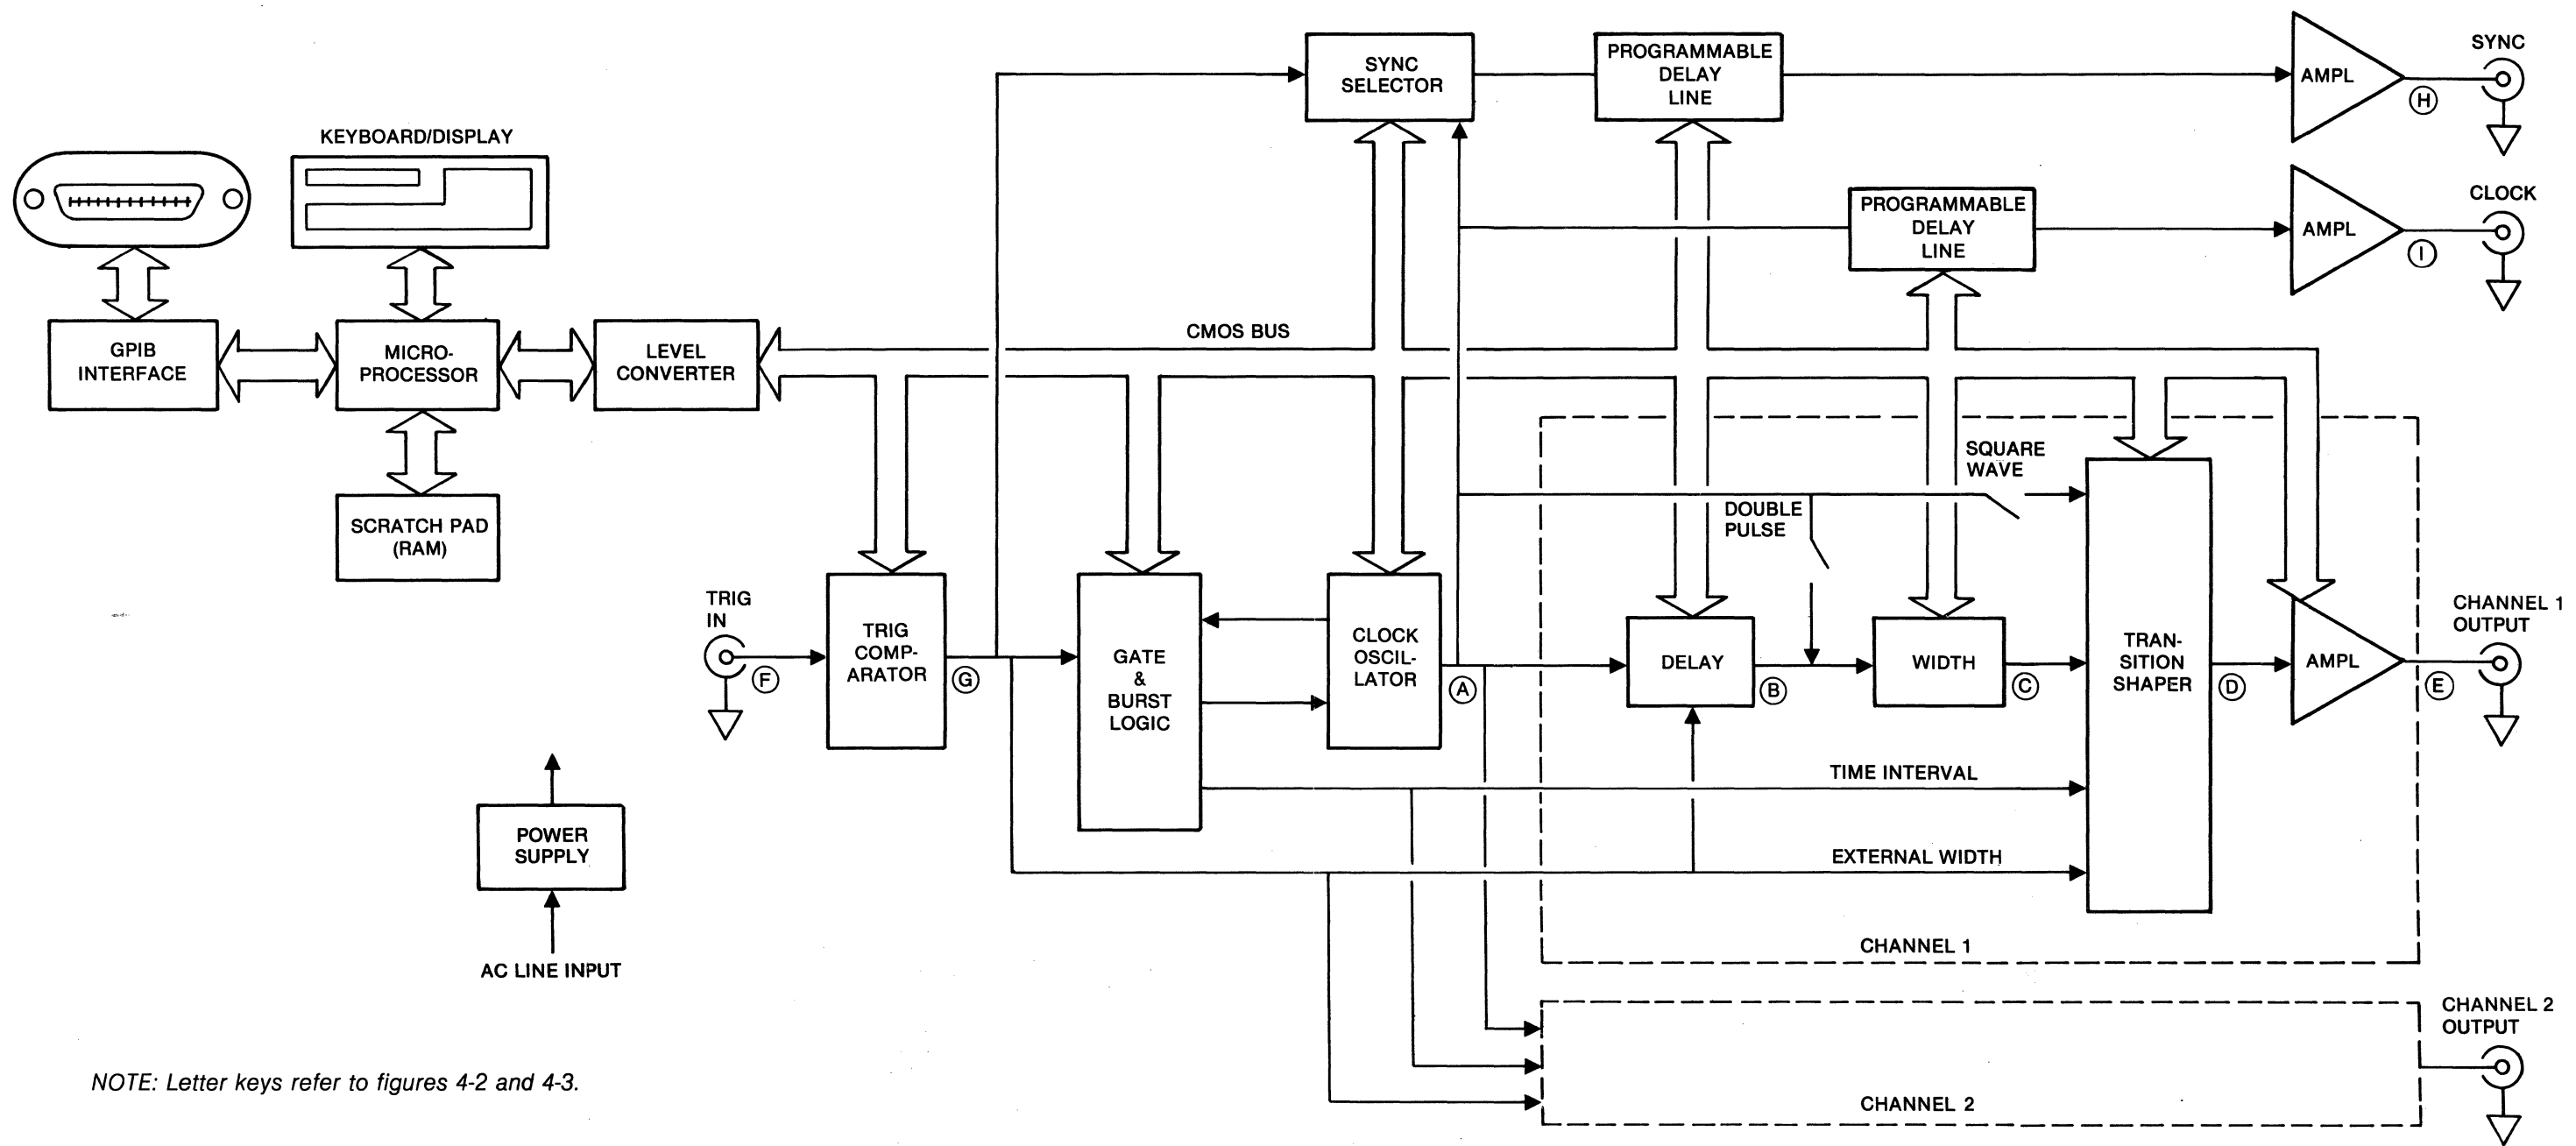 SYNC
SELECTOR
PROGRAMMABLE
DELAY
LINE
AMPL
SYNC
H
KEYBOARD/DISPLAY
PROGRAMMABLE
DELAY
LINE
AMPL
CLOCK
I
GPIB
INTERFACE
MICRO-
PROCESSOR
LEVEL
CONVERTER
CMOS BUS
SCRATCH PAD
(RAM)
SQUARE
WAVE
DOUBLE
PULSE
TRIG
IN
F
TRIG
COMP-
ARATOR
G
GATE
&
BURST
LOGIC
CLOCK
OSCIL-
LATOR
A
DELAY
B
WIDTH
C
TRAN-
SITION
SHAPER
D
AMPL
E
CHANNEL 1
OUTPUT
TIME INTERVAL
EXTERNAL WIDTH
POWER
SUPPLY
AC LINE INPUT
CHANNEL 1
CHANNEL 2
OUTPUT
CHANNEL 2
NOTE: Letter keys refer to figures 4-2 and 4-3.